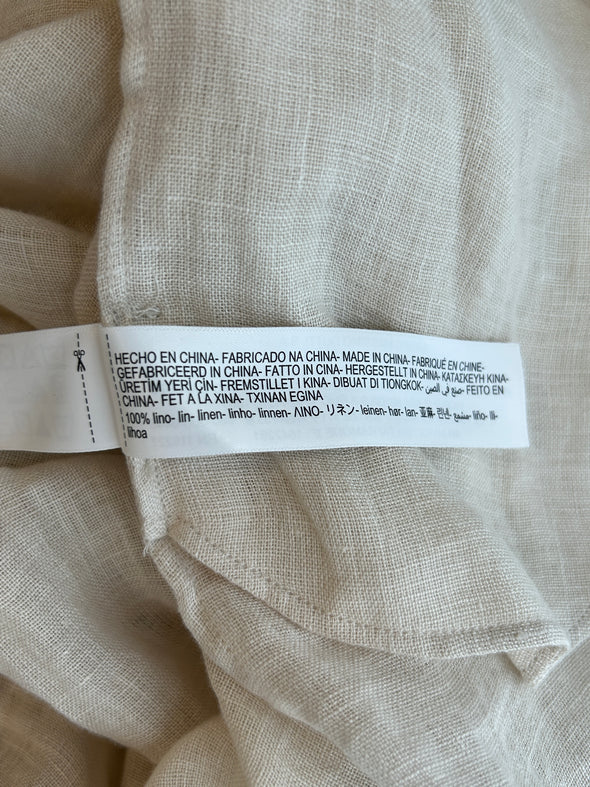 HECHO EN CHINA- FABRICADO NA CHINA- MADE IN CHINA- FABRIQUÉ EN CHINE-
GEFABRICEERD IN CHINA- FATTO IN CINA- HERGESTELLT IN CHINA- ΚΑΤΑΣΚΕΥΗ ΚΙΝΑ-
ÜRETİM YERİ ÇİN- FREMSTILLET I KINA- DIBUAT DI TIONGKOK- صنع في الصين- FEITO EN
CHINA- FET A LA XINA- TXINAN EGINA
100% lino- lin- linen- linho- linnen- ΛΙΝΟ- リネン- leinen- hør- lan- 亚麻- 린넨- liño- lli-
lihoa